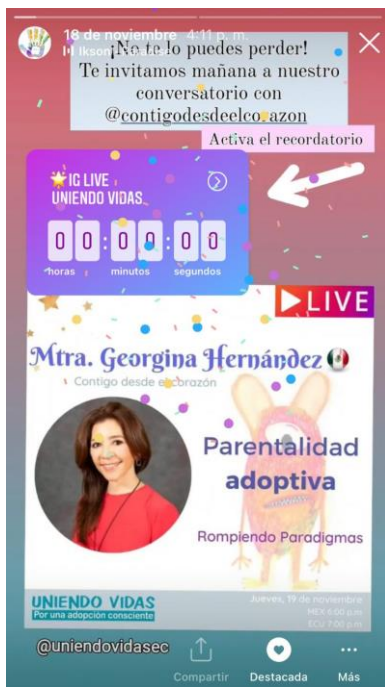 18 de noviembre 4:11 p. m.
¡No te lo puedes perder!
Te invitamos mañana a nuestro
conversatorio con
@contigodesdeelcorazon
Activa el recordatorio
IG LIVE
UNIENDO VIDAS
00:00:00
horas minutos segundos
LIVE
Mtra. Georgina Hernández
Contigo desde el corazón
Parentalidad
adoptiva
Rompiendo Paradigmas
UNIENDO VIDAS
Por una adopción consciente
Jueves, 19 de noviembre
MEX 6:00 p.m
ECU 7:00 p.m
@uniendovidasec
Compartir Destacada Más